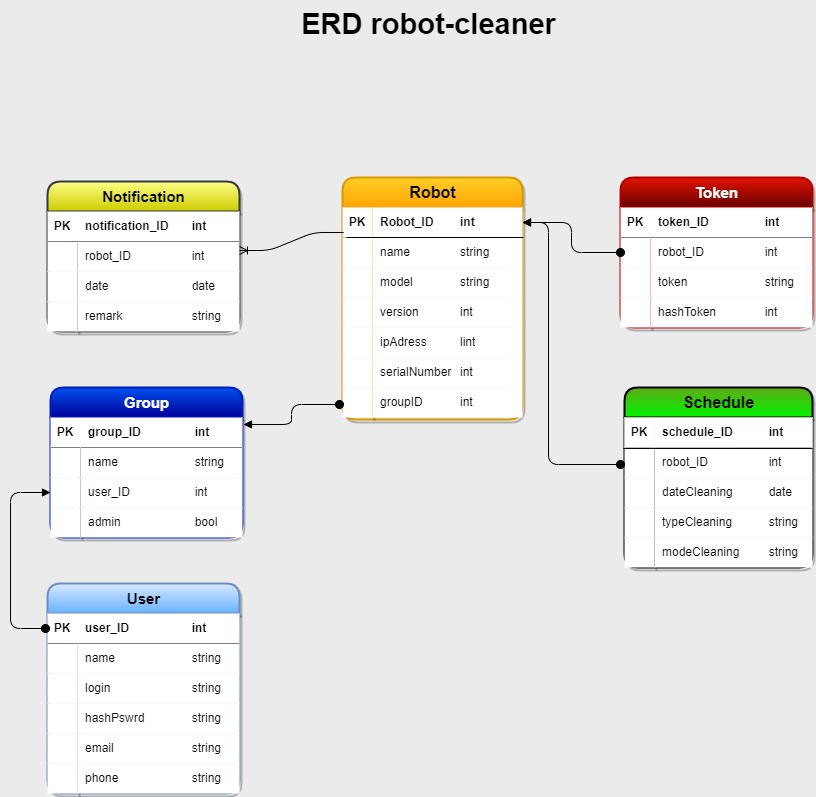 ERD robot-cleaner
Notification
PK notification_ID int
robot_ID int
date date
remark string
Robot
PK Robot_ID int
name string
model string
version int
ipAdress lint
serialNumber int
groupID int
Token
PK token_ID int
robot_ID int
token string
hashToken int
Group
PK group_ID int
name string
user_ID int
admin bool
Schedule
PK schedule_ID int
robot_ID int
dateCleaning date
typeCleaning string
modeCleaning string
User
PK user_ID int
name string
login string
hashPswrd string
email string
phone string